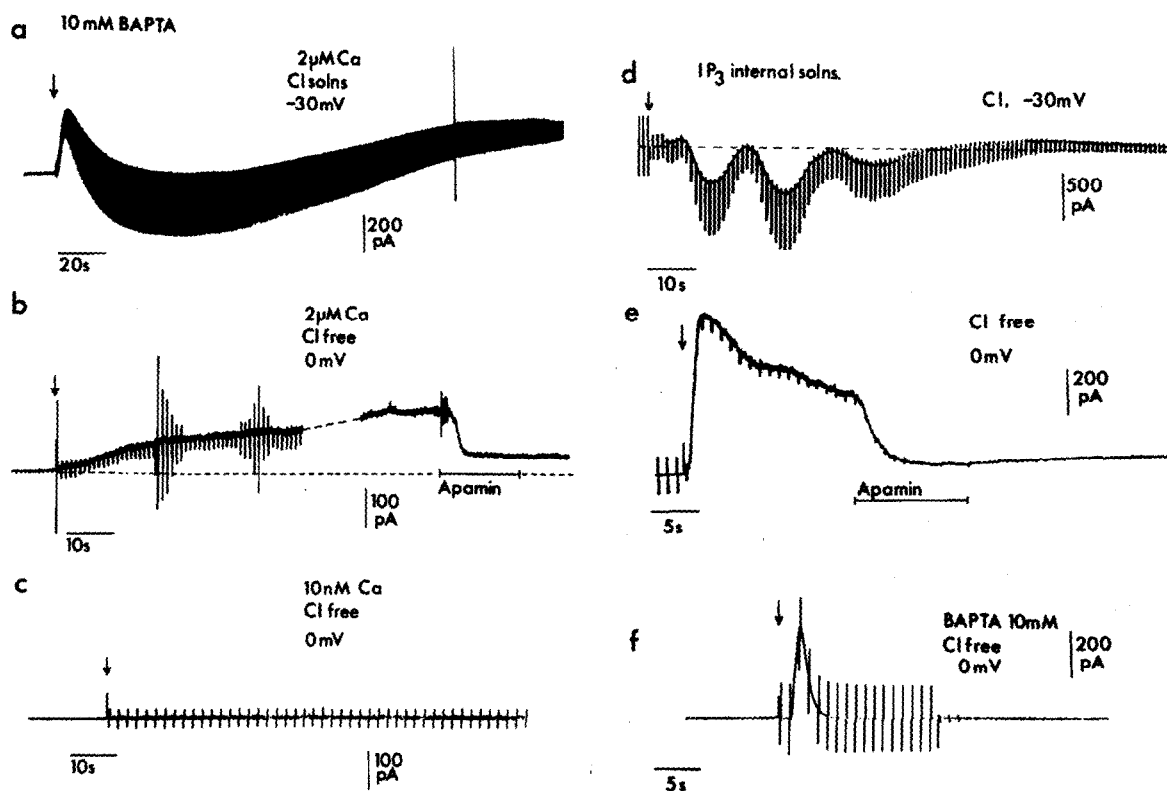 a
10 mM BAPTA
2μM Ca
Cl solns
-30mV
200
pA
20s
b
2μM Ca
Cl free
0mV
Apamin
100
pA
10s
c
10nM Ca
Cl free
0mV
10s
100
pA
d
IP3 internal solns.
Cl, -30mV
500
pA
10s
e
Cl free
0mV
200
pA
Apamin
5s
f
BAPTA 10mM
Cl free
0mV
200
pA
5s